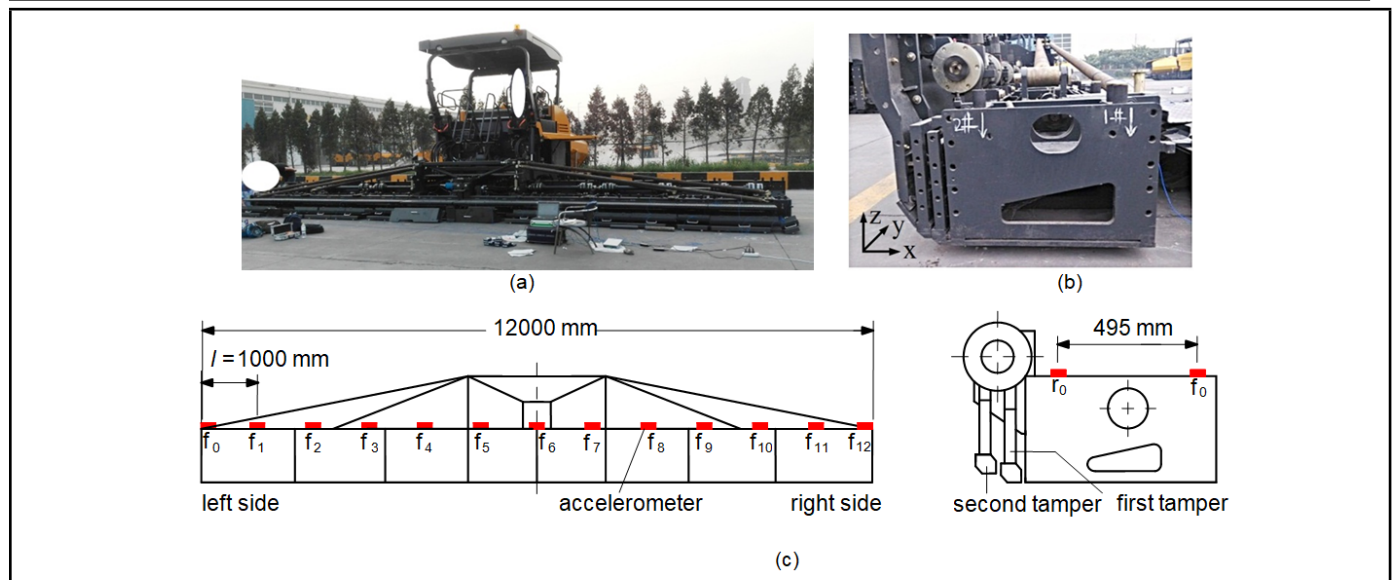 2#↓ 1#↓
z
y
x
(a) (b)
12000 mm
495 mm
l =1000 mm
r0 f0
f0 f1 f2 f3 f4 f5 f6 f7 f8 f9 f10 f11 f12
left side accelerometer right side second tamper first tamper
(c)